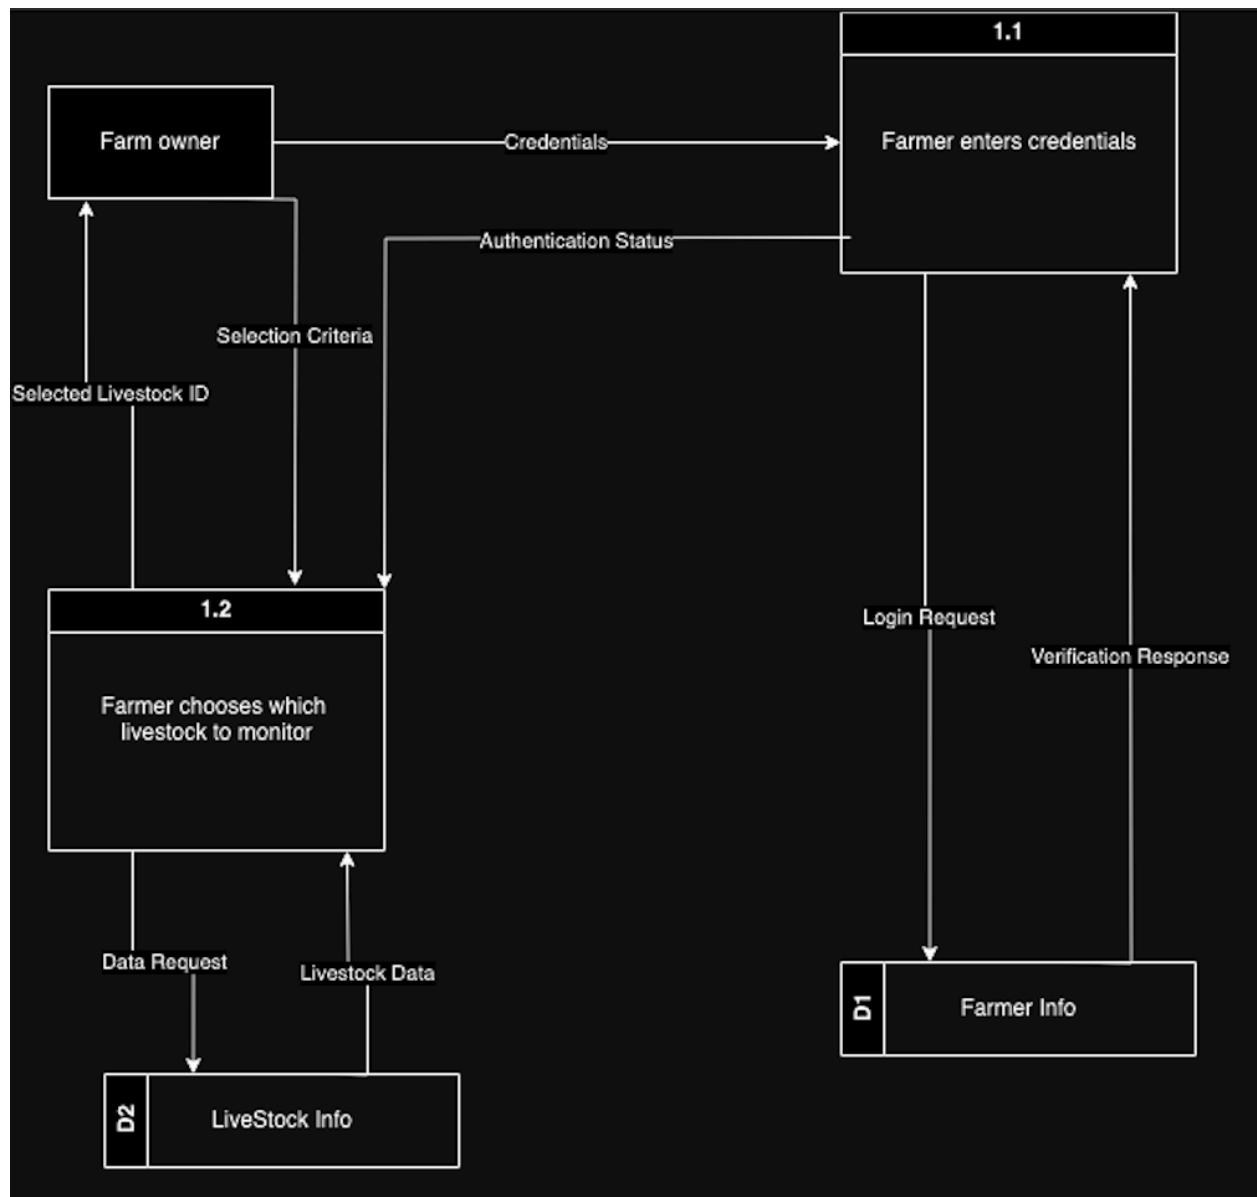 1.1
Farm owner
Credentials
Farmer enters credentials
Authentication Status
Selection Criteria
Selected Livestock ID
1.2
Login Request
Verification Response
Farmer chooses which
livestock to monitor
Data Request
Livestock Data
D1
Farmer Info
D2
LiveStock Info